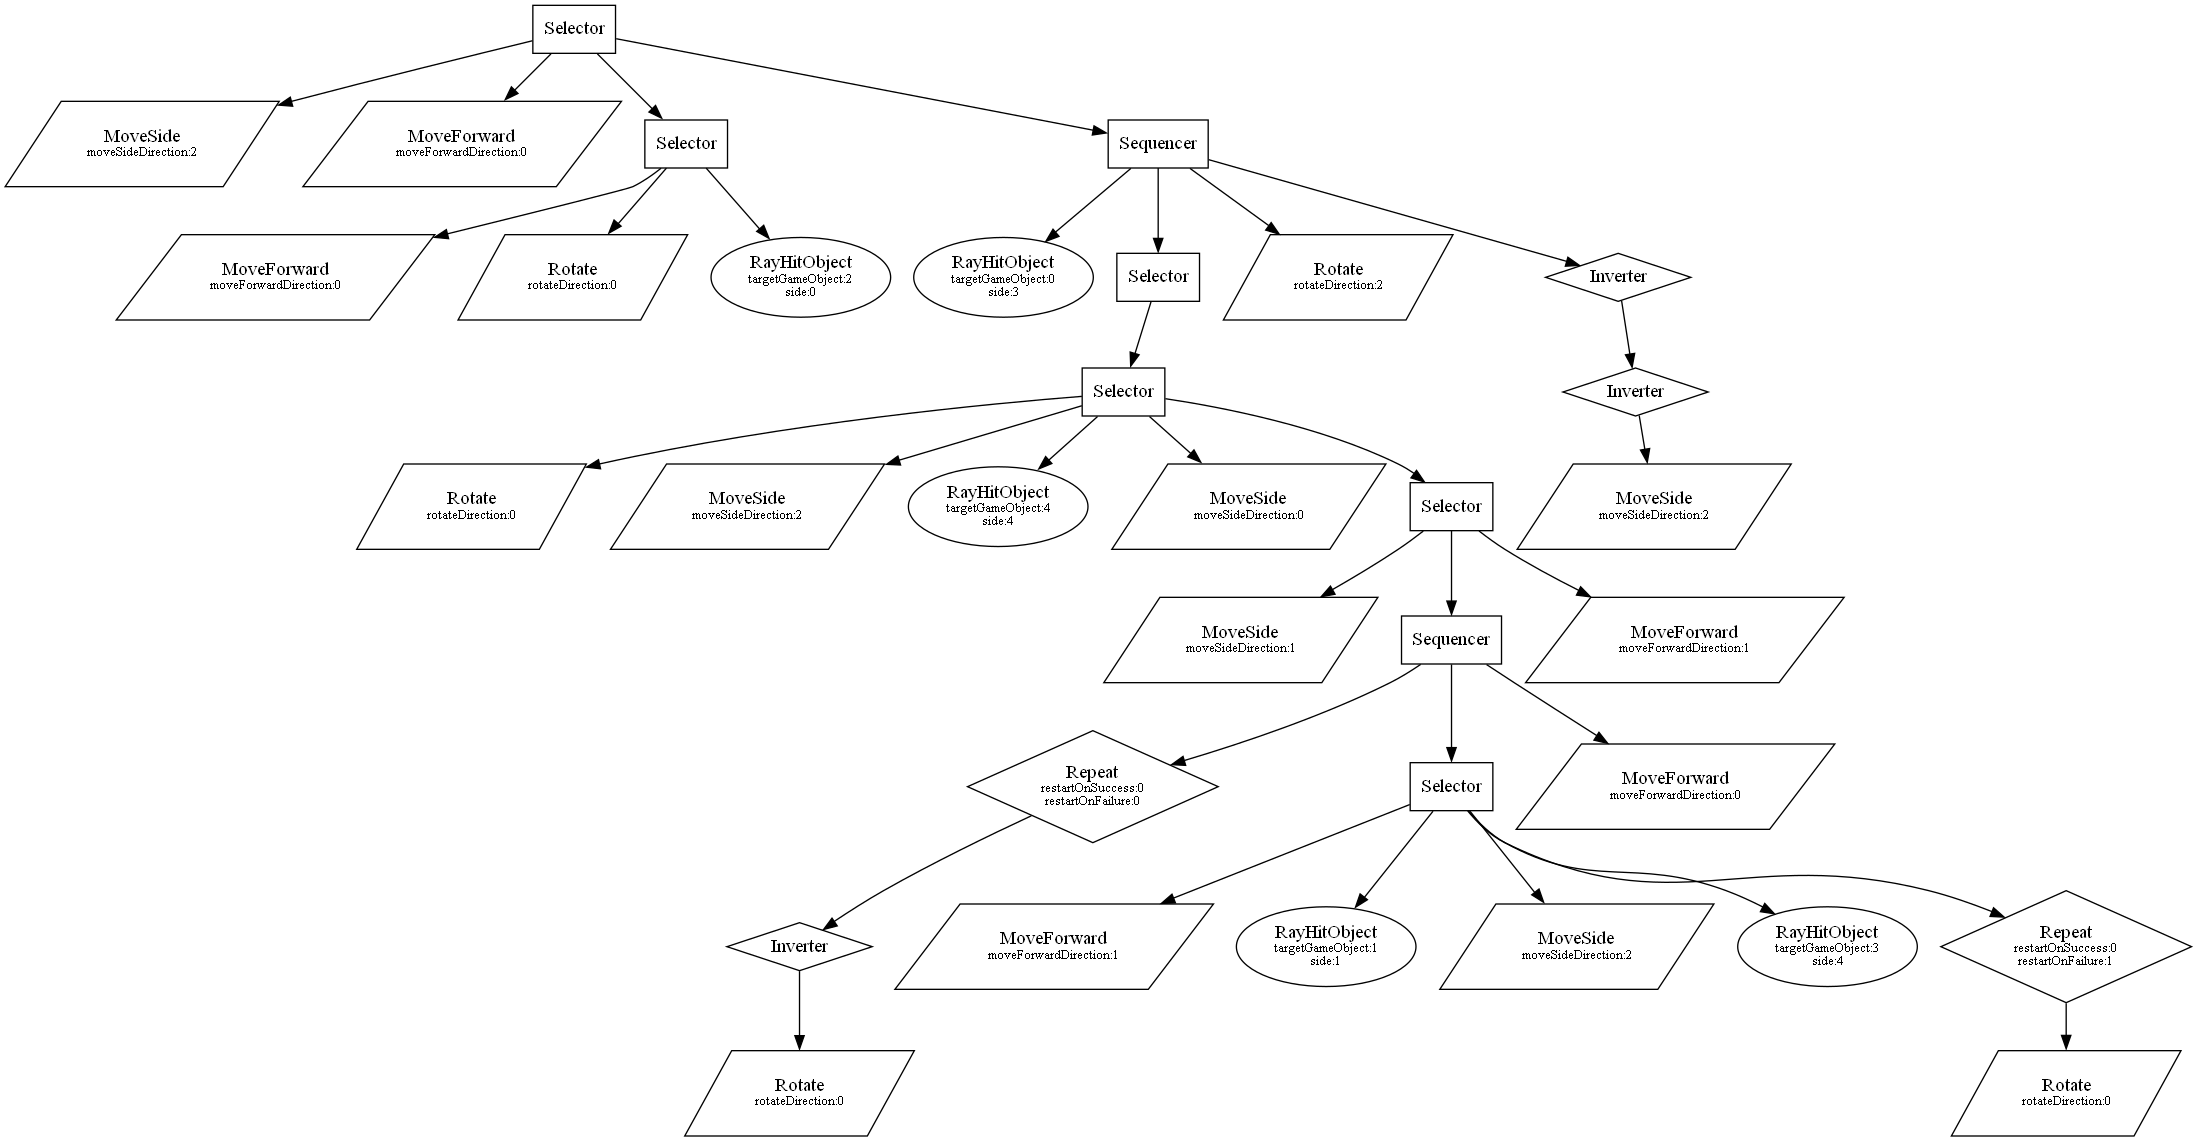 Selector
MoveSide
moveSideDirection:2
MoveForward
moveForwardDirection:0
Selector
Sequencer
MoveForward
moveForwardDirection:0
Rotate
rotateDirection:0
RayHitObject
targetGameObject:2
side:0
RayHitObject
targetGameObject:0
side:3
Selector
Rotate
rotateDirection:2
Inverter
Selector
Inverter
Rotate
rotateDirection:0
MoveSide
moveSideDirection:2
RayHitObject
targetGameObject:4
side:4
MoveSide
moveSideDirection:0
Selector
MoveSide
moveSideDirection:2
MoveSide
moveSideDirection:1
Sequencer
MoveForward
moveForwardDirection:1
Repeat
restartOnSuccess:0
restartOnFailure:0
Selector
MoveForward
moveForwardDirection:0
Inverter
MoveForward
moveForwardDirection:1
RayHitObject
targetGameObject:1
side:1
MoveSide
moveSideDirection:2
RayHitObject
targetGameObject:3
side:4
Repeat
restartOnSuccess:0
restartOnFailure:1
Rotate
rotateDirection:0
Rotate
rotateDirection:0